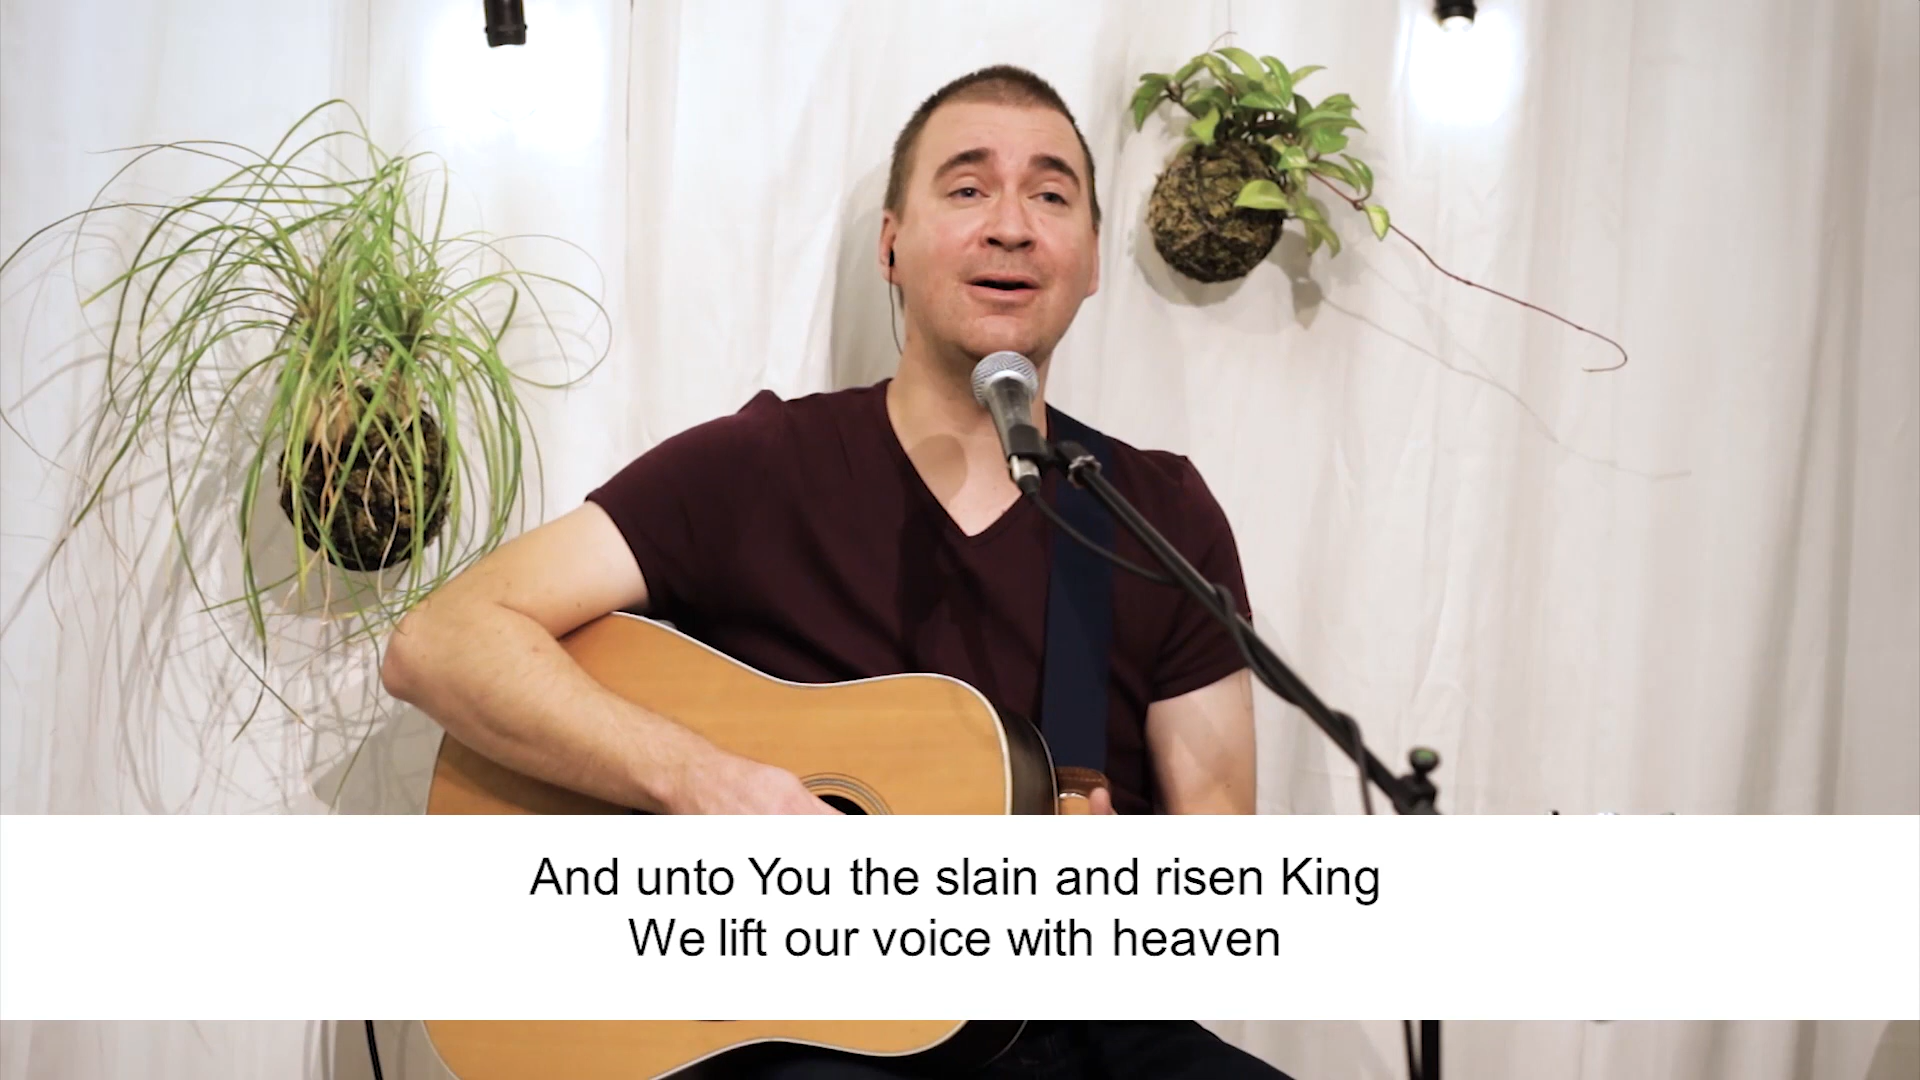 And unto You the slain and risen King
We lift our voice with heaven